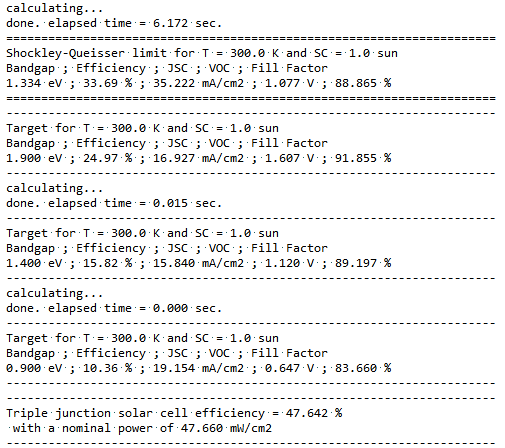 calculating...
done. elapsed time = 6.172 sec.
======================================================================
Shockley-Queisser limit for T = 300.0 K and SC = 1.0 sun
Bandgap ; Efficiency ; JSC ; VOC ; Fill Factor
1.334 eV ; 33.69 % ; 35.222 mA/cm2 ; 1.077 V ; 88.865 %
======================================================================
----------------------------------------------------------------------
Target for T = 300.0 K and SC = 1.0 sun
Bandgap ; Efficiency ; JSC ; VOC ; Fill Factor
1.900 eV ; 24.97 % ; 16.927 mA/cm2 ; 1.607 V ; 91.855 %
----------------------------------------------------------------------
calculating...
done. elapsed time = 0.015 sec.
----------------------------------------------------------------------
Target for T = 300.0 K and SC = 1.0 sun
Bandgap ; Efficiency ; JSC ; VOC ; Fill Factor
1.400 eV ; 15.82 % ; 15.840 mA/cm2 ; 1.120 V ; 89.197 %
----------------------------------------------------------------------
calculating...
done. elapsed time = 0.000 sec.
----------------------------------------------------------------------
Target for T = 300.0 K and SC = 1.0 sun
Bandgap ; Efficiency ; JSC ; VOC ; Fill Factor
0.900 eV ; 10.36 % ; 19.154 mA/cm2 ; 0.647 V ; 83.660 %
----------------------------------------------------------------------
----------------------------------------------------------------------
Triple junction solar cell efficiency = 47.642 %
with a nominal power of 47.660 mW/cm2
----------------------------------------------------------------------